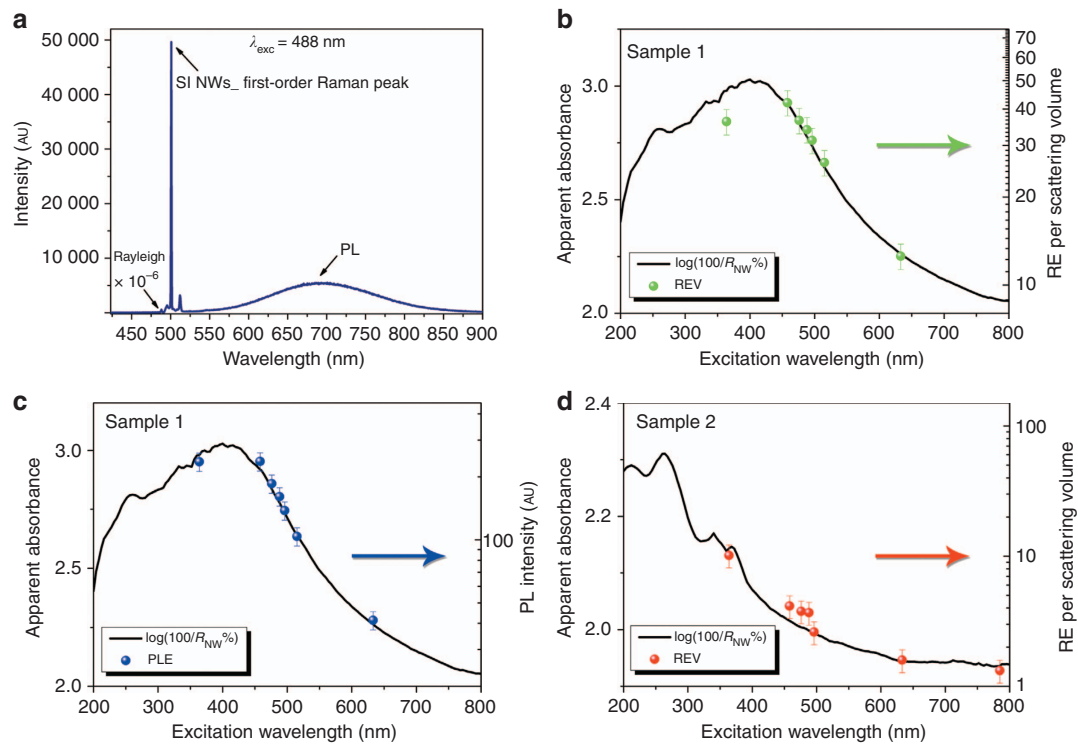 a
λexc = 488 nm
50 000
SI NWs_ first-order Raman peak
40 000
30 000
20 000
10 000
0
Intensity (AU)
Rayleigh
× 10⁻⁶
PL
450 500 550 600 650 700 750 800 850 900
Wavelength (nm)
b
Sample 1
3.0
2.5
2.0
Apparent absorbance
70
60
50
40
30
20
10
RE per scattering volume
log(100/RNW%)
REV
200 300 400 500 600 700 800
Excitation wavelength (nm)
c
Sample 1
3.0
2.5
2.0
Apparent absorbance
100
PL intensity (AU)
log(100/RNW%)
PLE
200 300 400 500 600 700 800
Excitation wavelength (nm)
d
Sample 2
2.4
2.2
2.0
Apparent absorbance
100
10
1
RE per scattering volume
log(100/RNW%)
REV
200 300 400 500 600 700 800
Excitation wavelength (nm)